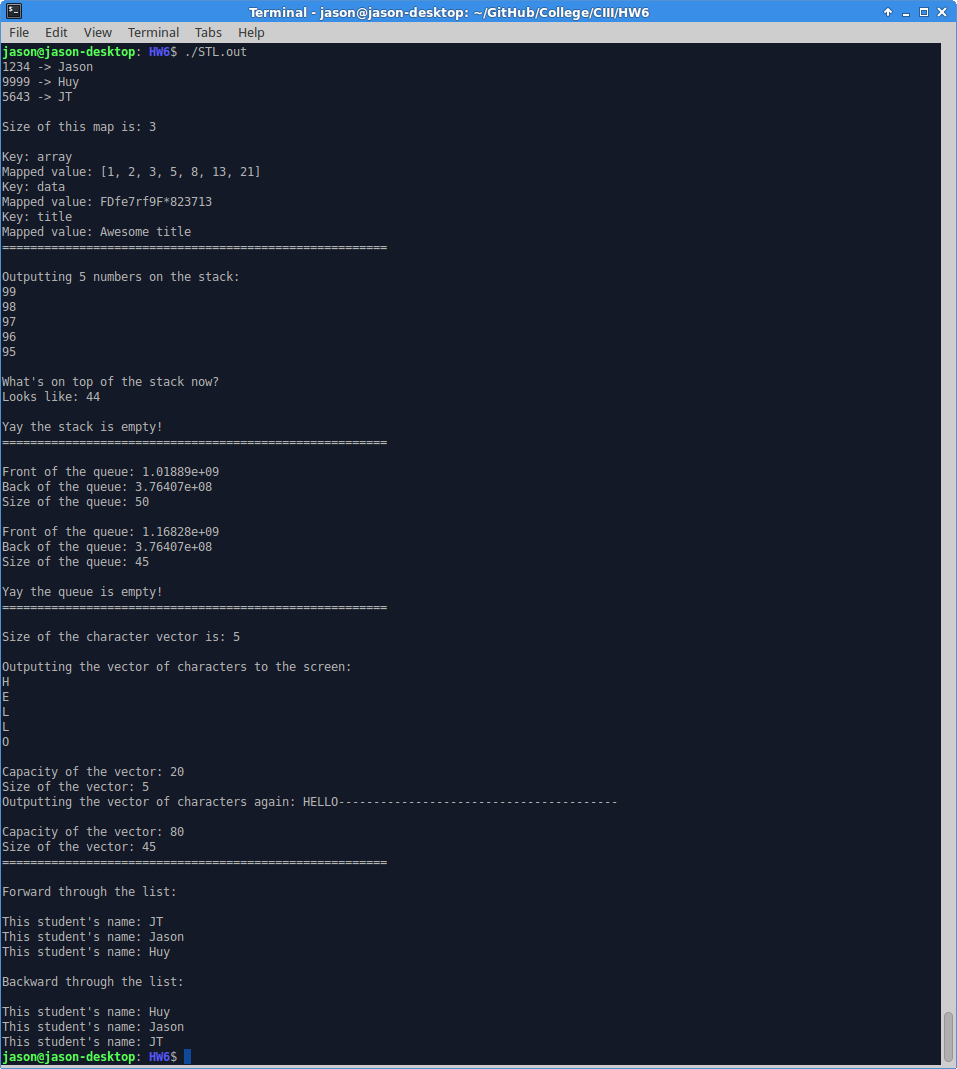 Terminal - jason@jason-desktop: ~/GitHub/College/CIII/HW6
File Edit View Terminal Tabs Help
jason@jason-desktop: HW6$ ./STL.out
1234 -> Jason
9999 -> Huy
5643 -> JT
Size of this map is: 3
Key: array
Mapped value: [1, 2, 3, 5, 8, 13, 21]
Key: data
Mapped value: FDfe7rf9F*823713
Key: title
Mapped value: Awesome title
=======================================================
Outputting 5 numbers on the stack:
99
98
97
96
95
What's on top of the stack now?
Looks like: 44
Yay the stack is empty!
=======================================================
Front of the queue: 1.01889e+09
Back of the queue: 3.76407e+08
Size of the queue: 50
Front of the queue: 1.16828e+09
Back of the queue: 3.76407e+08
Size of the queue: 45
Yay the queue is empty!
=======================================================
Size of the character vector is: 5
Outputting the vector of characters to the screen:
H
E
L
L
O
Capacity of the vector: 20
Size of the vector: 5
Outputting the vector of characters again: HELLO----------------------------------------
Capacity of the vector: 80
Size of the vector: 45
=======================================================
Forward through the list:
This student's name: JT
This student's name: Jason
This student's name: Huy
Backward through the list:
This student's name: Huy
This student's name: Jason
This student's name: JT
jason@jason-desktop: HW6$